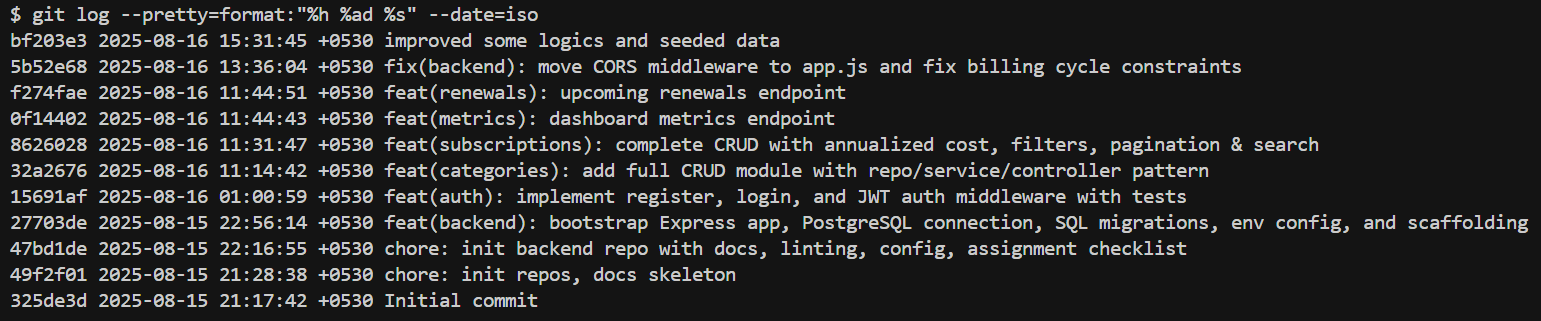 $ git log --pretty=format:"%h %ad %s" --date=iso
bf203e3 2025-08-16 15:31:45 +0530 improved some logics and seeded data
5b52e68 2025-08-16 13:36:04 +0530 fix(backend): move CORS middleware to app.js and fix billing cycle constraints
f274fae 2025-08-16 11:44:51 +0530 feat(renewals): upcoming renewals endpoint
0f14402 2025-08-16 11:44:43 +0530 feat(metrics): dashboard metrics endpoint
8626028 2025-08-16 11:31:47 +0530 feat(subscriptions): complete CRUD with annualized cost, filters, pagination & search
32a2676 2025-08-16 11:14:42 +0530 feat(categories): add full CRUD module with repo/service/controller pattern
15691af 2025-08-16 01:00:59 +0530 feat(auth): implement register, login, and JWT auth middleware with tests
27703de 2025-08-15 22:56:14 +0530 feat(backend): bootstrap Express app, PostgreSQL connection, SQL migrations, env config, and scaffolding
47bd1de 2025-08-15 22:16:55 +0530 chore: init backend repo with docs, linting, config, assignment checklist
49f2f01 2025-08-15 21:28:38 +0530 chore: init repos, docs skeleton
325de3d 2025-08-15 21:17:42 +0530 Initial commit